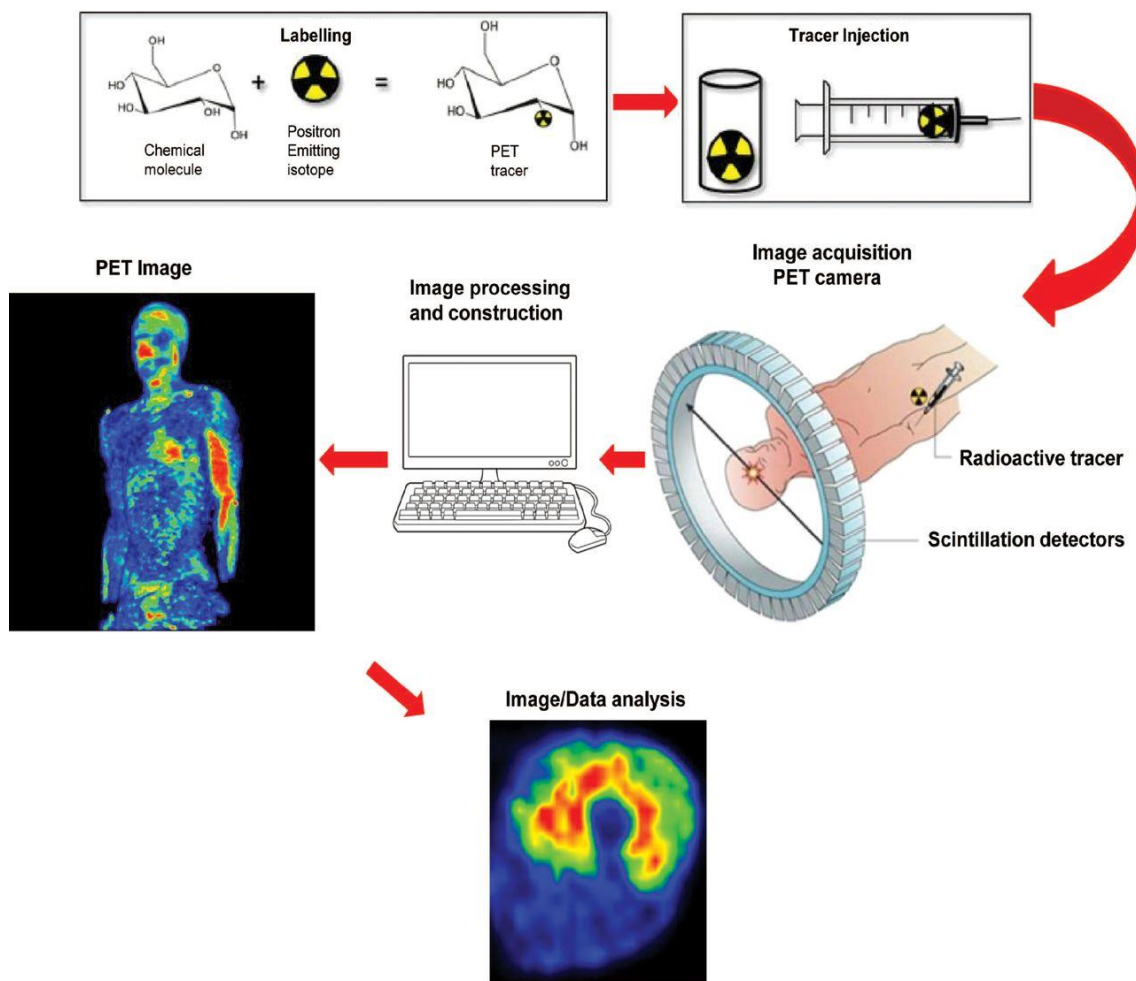 Labelling
OH
HO
HO
O
OH
OH
+
=
OH
HO
HO
O
OH
Chemical
molecule
Positron
Emitting
isotope
PET
tracer
Tracer Injection
Image acquisition
PET camera
PET Image
Image processing
and construction
Radioactive tracer
Scintillation detectors
Image/Data analysis